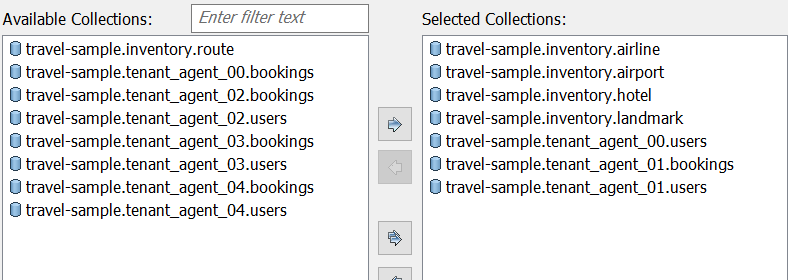 Available Collections:
Enter filter text
travel-sample.inventory.route
travel-sample.tenant_agent_00.bookings
travel-sample.tenant_agent_02.bookings
travel-sample.tenant_agent_02.users
travel-sample.tenant_agent_03.bookings
travel-sample.tenant_agent_03.users
travel-sample.tenant_agent_04.bookings
travel-sample.tenant_agent_04.users
Selected Collections:
travel-sample.inventory.airline
travel-sample.inventory.airport
travel-sample.inventory.hotel
travel-sample.inventory.landmark
travel-sample.tenant_agent_00.users
travel-sample.tenant_agent_01.bookings
travel-sample.tenant_agent_01.users